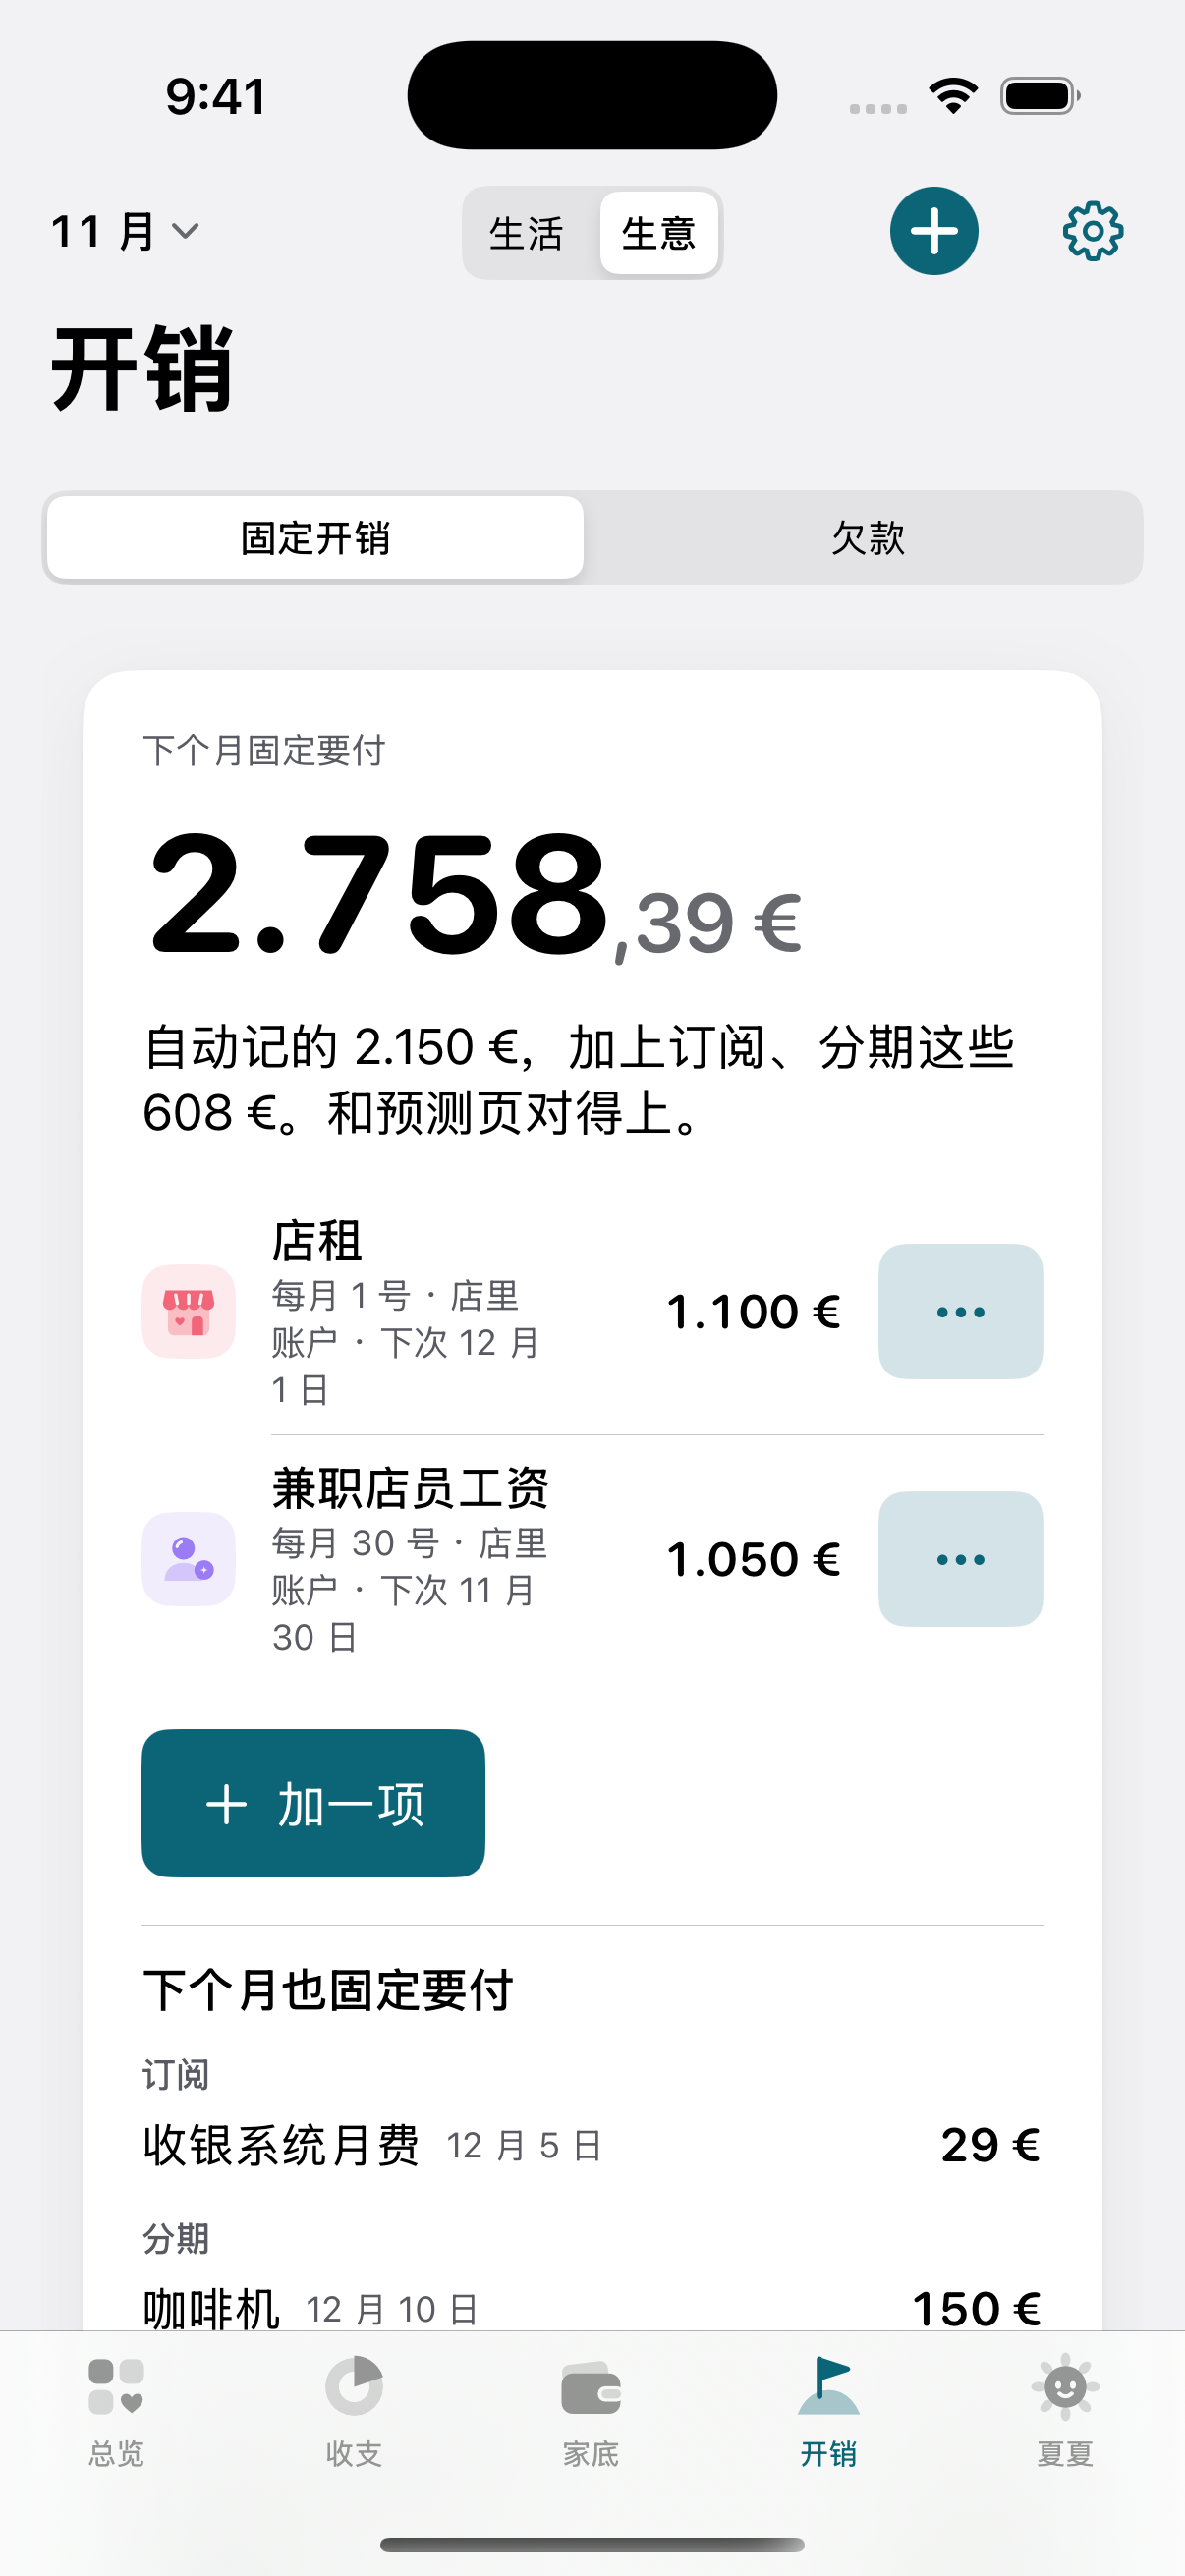 9:41
11 月
生活
生意
开销
固定开销
欠款
下个月固定要付
2.758,39 €
自动记的 2.150 €，加上订阅、分期这些
608 €。和预测页对得上。
店租
每月 1 号 · 店里
账户 · 下次 12 月
1 日
1.100 €
兼职店员工资
每月 30 号 · 店里
账户 · 下次 11 月
30 日
1.050 €
加一项
下个月也固定要付
订阅
收银系统月费 12 月 5 日 29 €
分期
咖啡机 12 月 10 日 150 €
总览
收支
家底
开销
夏夏